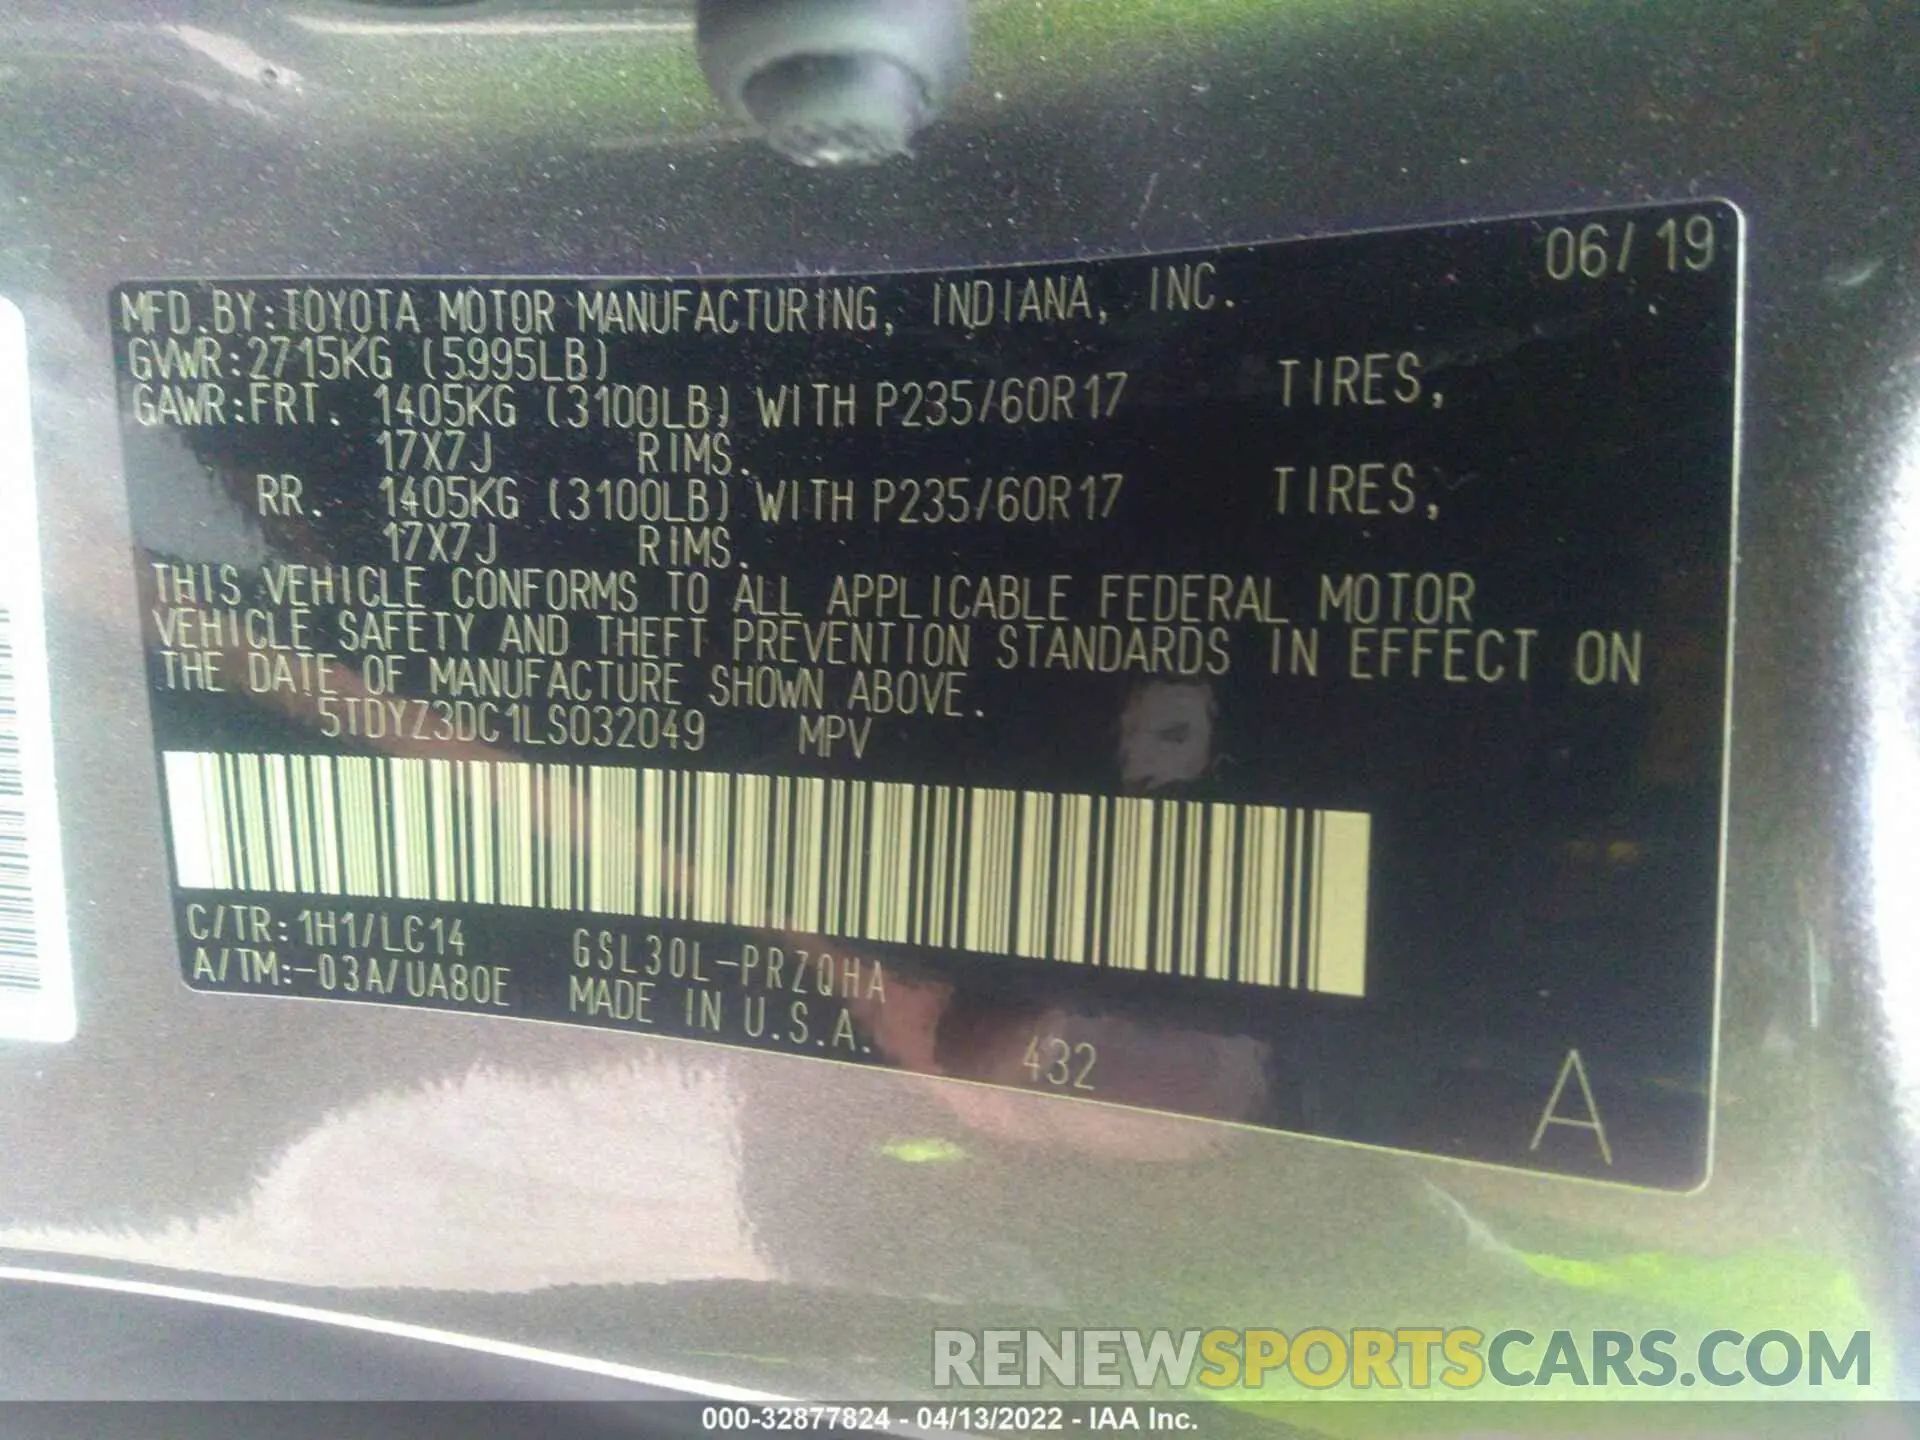 06/19
MFD.BY:TOYOTA MOTOR MANUFACTURING, INDIANA, INC.
GVWR:2715KG (5995LB)
GAWR:FRT. 1405KG (3100LB) WITH P235/60R17 TIRES,
17X7J RIMS.
RR. 1405KG (3100LB) WITH P235/60R17 TIRES,
17X7J RIMS.
THIS VEHICLE CONFORMS TO ALL APPLICABLE FEDERAL MOTOR
VEHICLE SAFETY AND THEFT PREVENTION STANDARDS IN EFFECT ON
THE DATE OF MANUFACTURE SHOWN ABOVE.
5TDYZ3DC1LS032049 MPV
C/TR:1H1/LC14 GSL30L-PRZQHA
A/TM:-03A/UA80E MADE IN U.S.A.
432
A
RENEWSPORTSCARS.COM
000-32877824 - 04/13/2022 - IAA Inc.